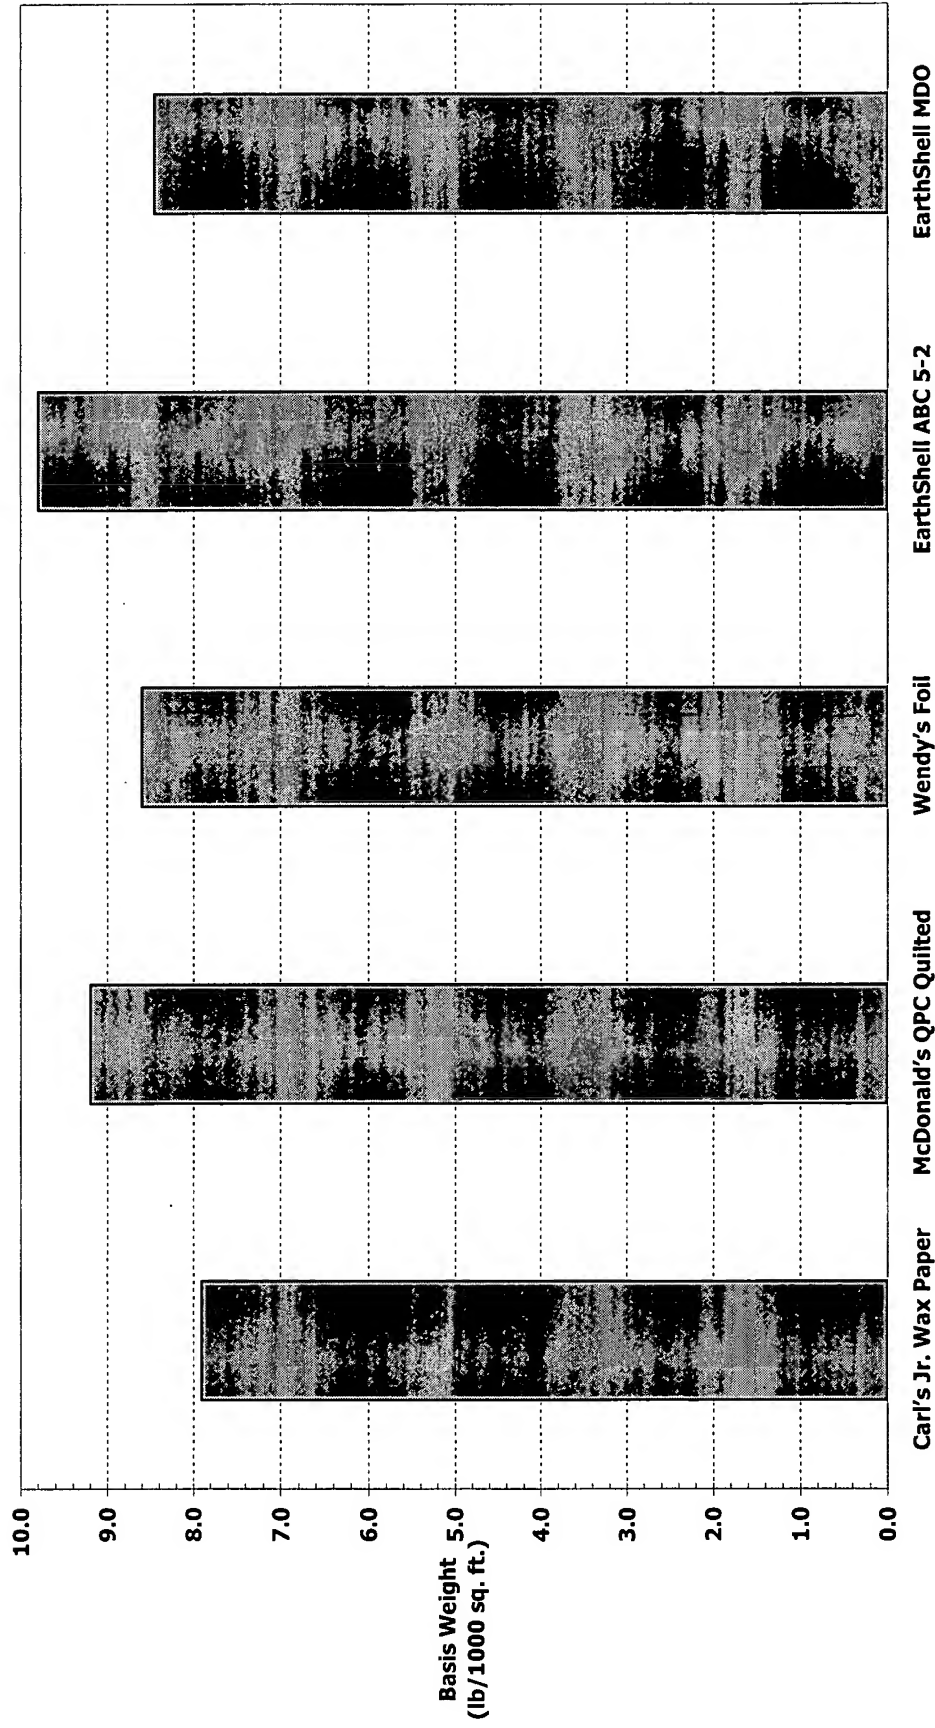 10.0
9.0
8.0
7.0
6.0
5.0
4.0
3.0
2.0
1.0
0.0
Basis Weight
(lb/1000 sq. ft.)
Carl's Jr. Wax Paper
McDonald's QPC Quilted
Wendy's Foil
EarthShell ABC 5-2
EarthShell MDO